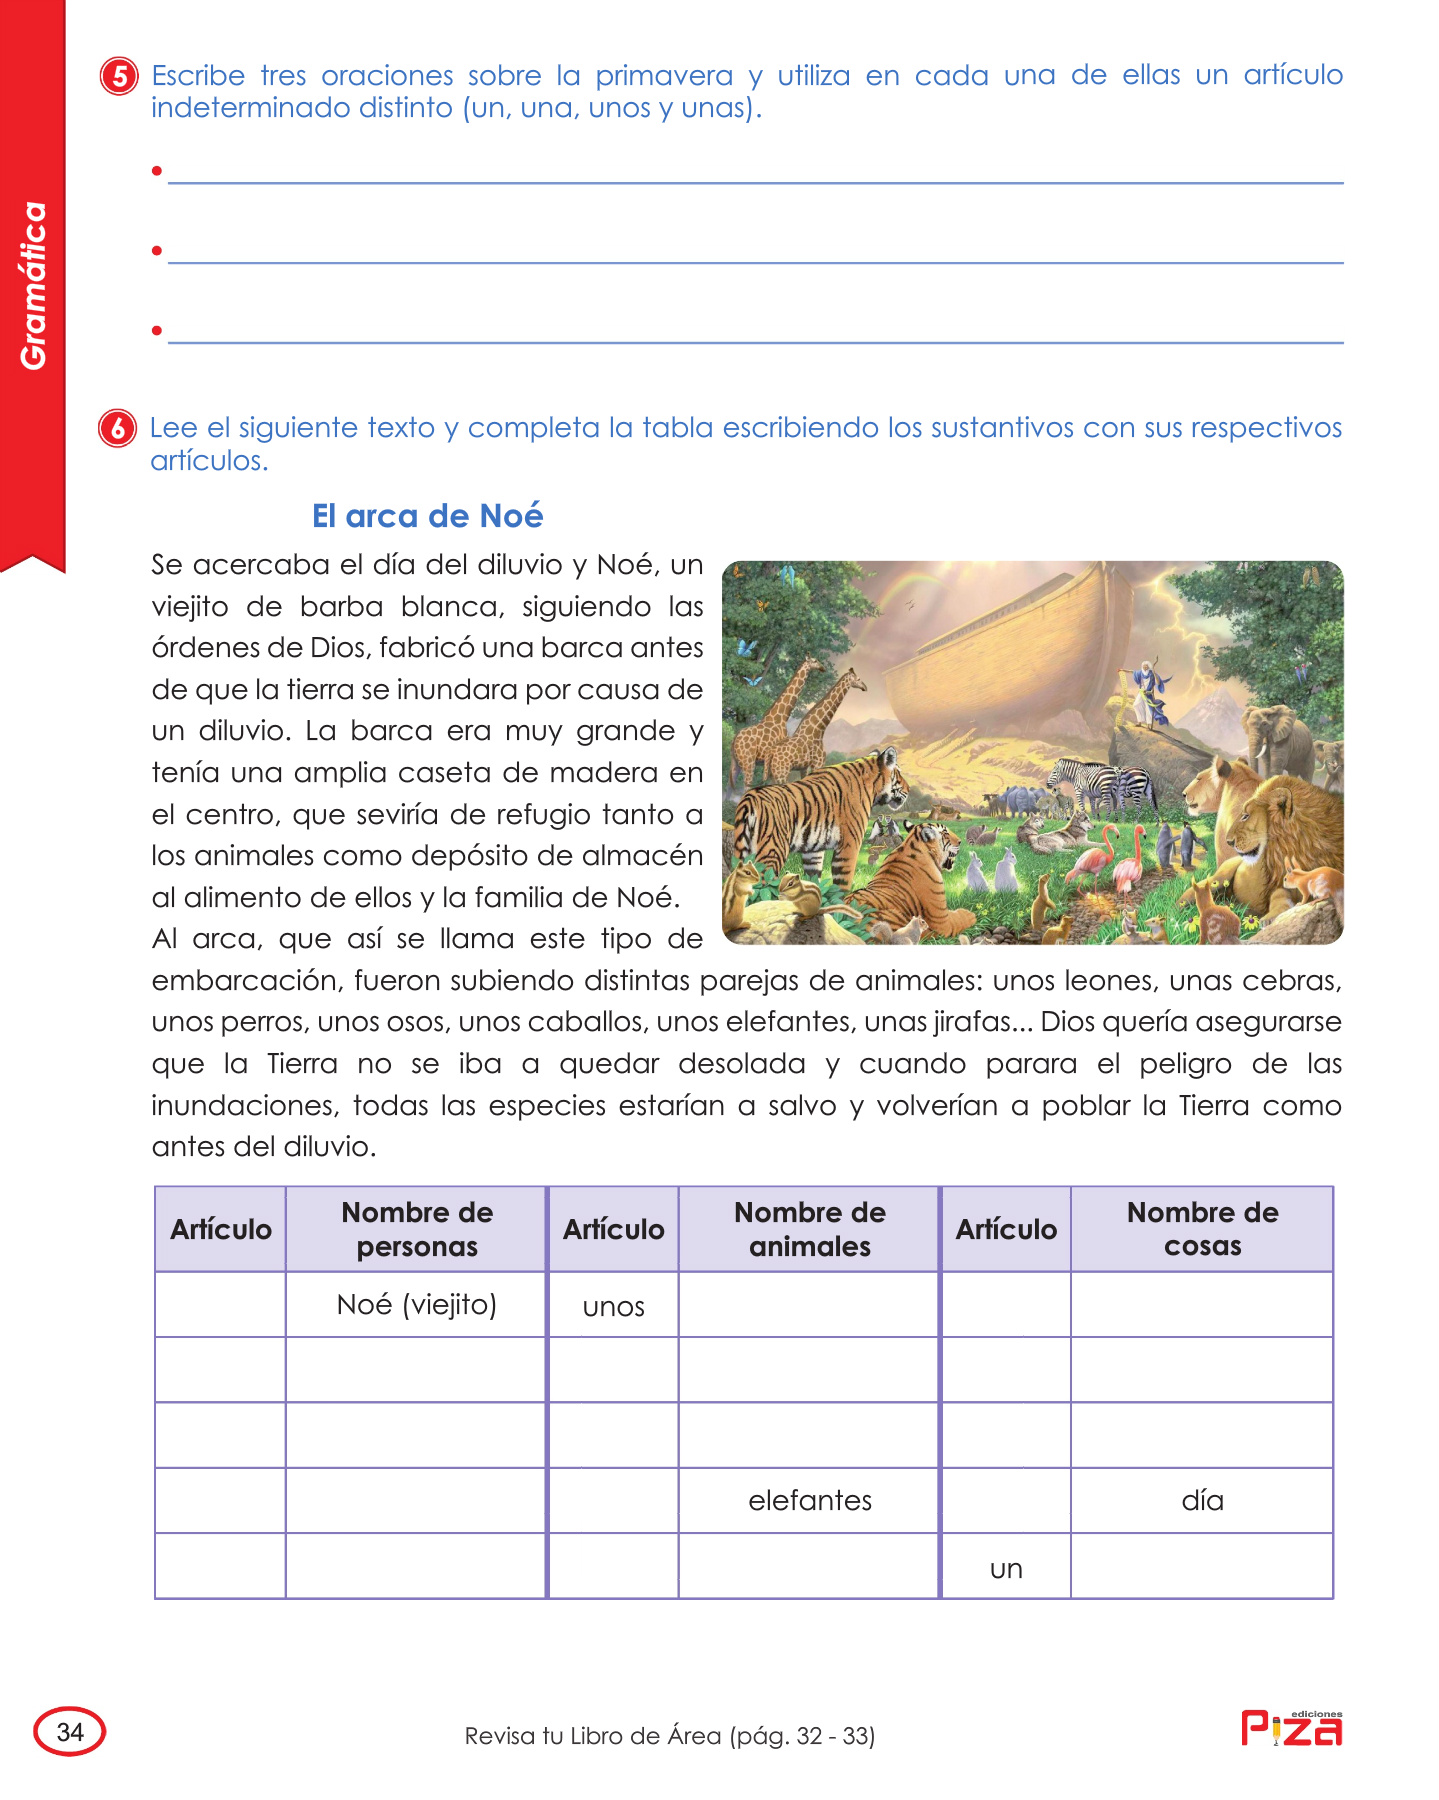 Gramática
5 Escribe tres oraciones sobre la primavera y utiliza en cada una de ellas un artículo
indeterminado distinto (un, una, unos y unas).
•
•
•
6 Lee el siguiente texto y completa la tabla escribiendo los sustantivos con sus respectivos
artículos.
El arca de Noé
Se acercaba el día del diluvio y Noé, un
viejito de barba blanca, siguiendo las
órdenes de Dios, fabricó una barca antes
de que la tierra se inundara por causa de
un diluvio. La barca era muy grande y
tenía una amplia caseta de madera en
el centro, que seviría de refugio tanto a
los animales como depósito de almacén
al alimento de ellos y la familia de Noé.
Al arca, que así se llama este tipo de
embarcación, fueron subiendo distintas parejas de animales: unos leones, unas cebras,
unos perros, unos osos, unos caballos, unos elefantes, unas jirafas... Dios quería asegurarse
que la Tierra no se iba a quedar desolada y cuando parara el peligro de las
inundaciones, todas las especies estarían a salvo y volverían a poblar la Tierra como
antes del diluvio.
Artículo Nombre de personas Artículo Nombre de animales Artículo Nombre de cosas
Noé (viejito) unos
elefantes día
un
34
Revisa tu Libro de Área (pág. 32 - 33)
ediciones
Piza